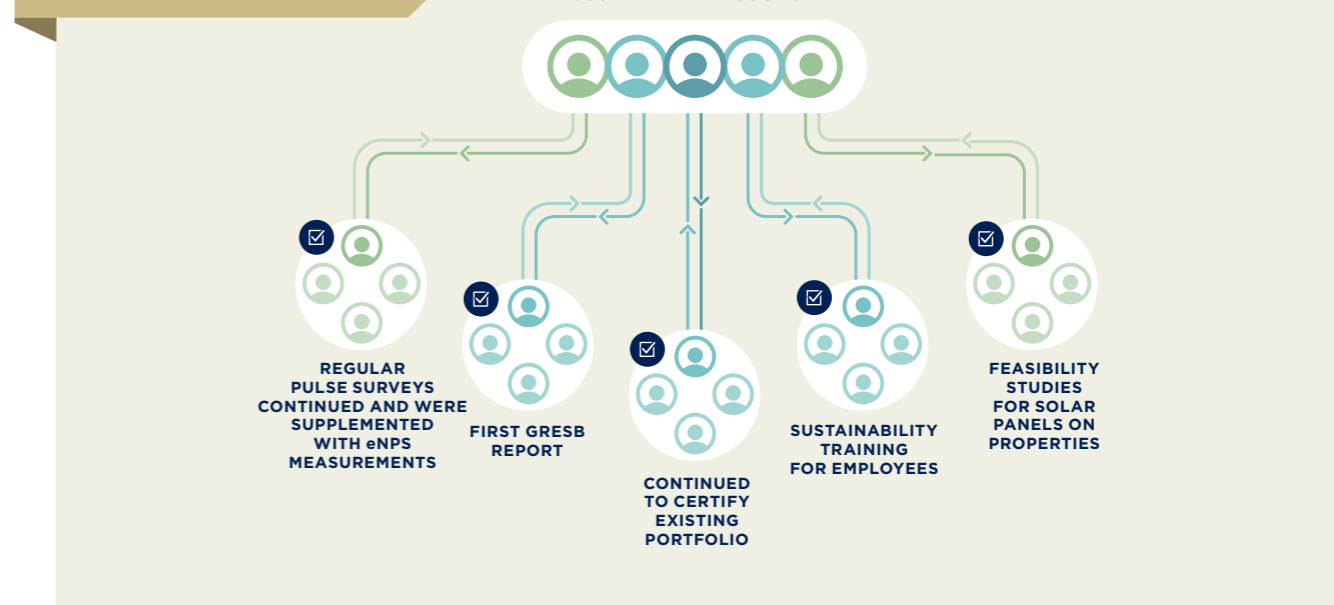 REGULAR
PULSE SURVEYS
CONTINUED AND WERE
SUPPLEMENTED
WITH eNPS
MEASUREMENTS
FIRST GRESB
REPORT
CONTINUED
TO CERTIFY
EXISTING
PORTFOLIO
SUSTAINABILITY
TRAINING
FOR EMPLOYEES
FEASIBILITY
STUDIES
FOR SOLAR
PANELS ON
PROPERTIES